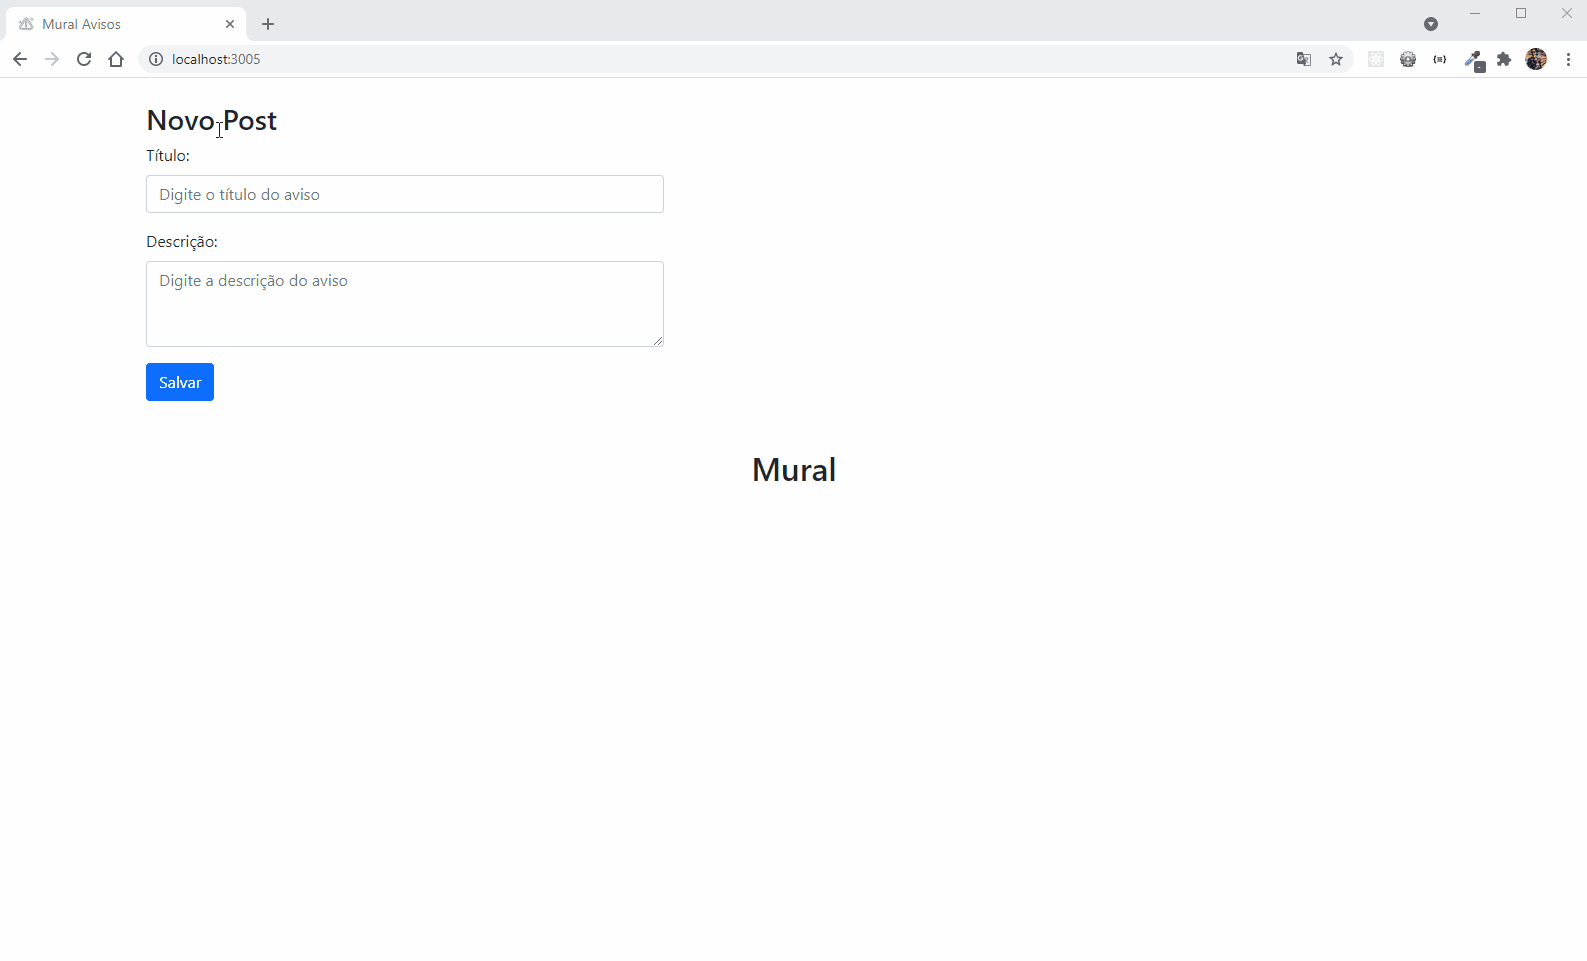 Mural Avisos
localhost:3005
Novo Post
Título:
Digite o título do aviso
Descrição:
Digite a descrição do aviso
Salvar
Mural